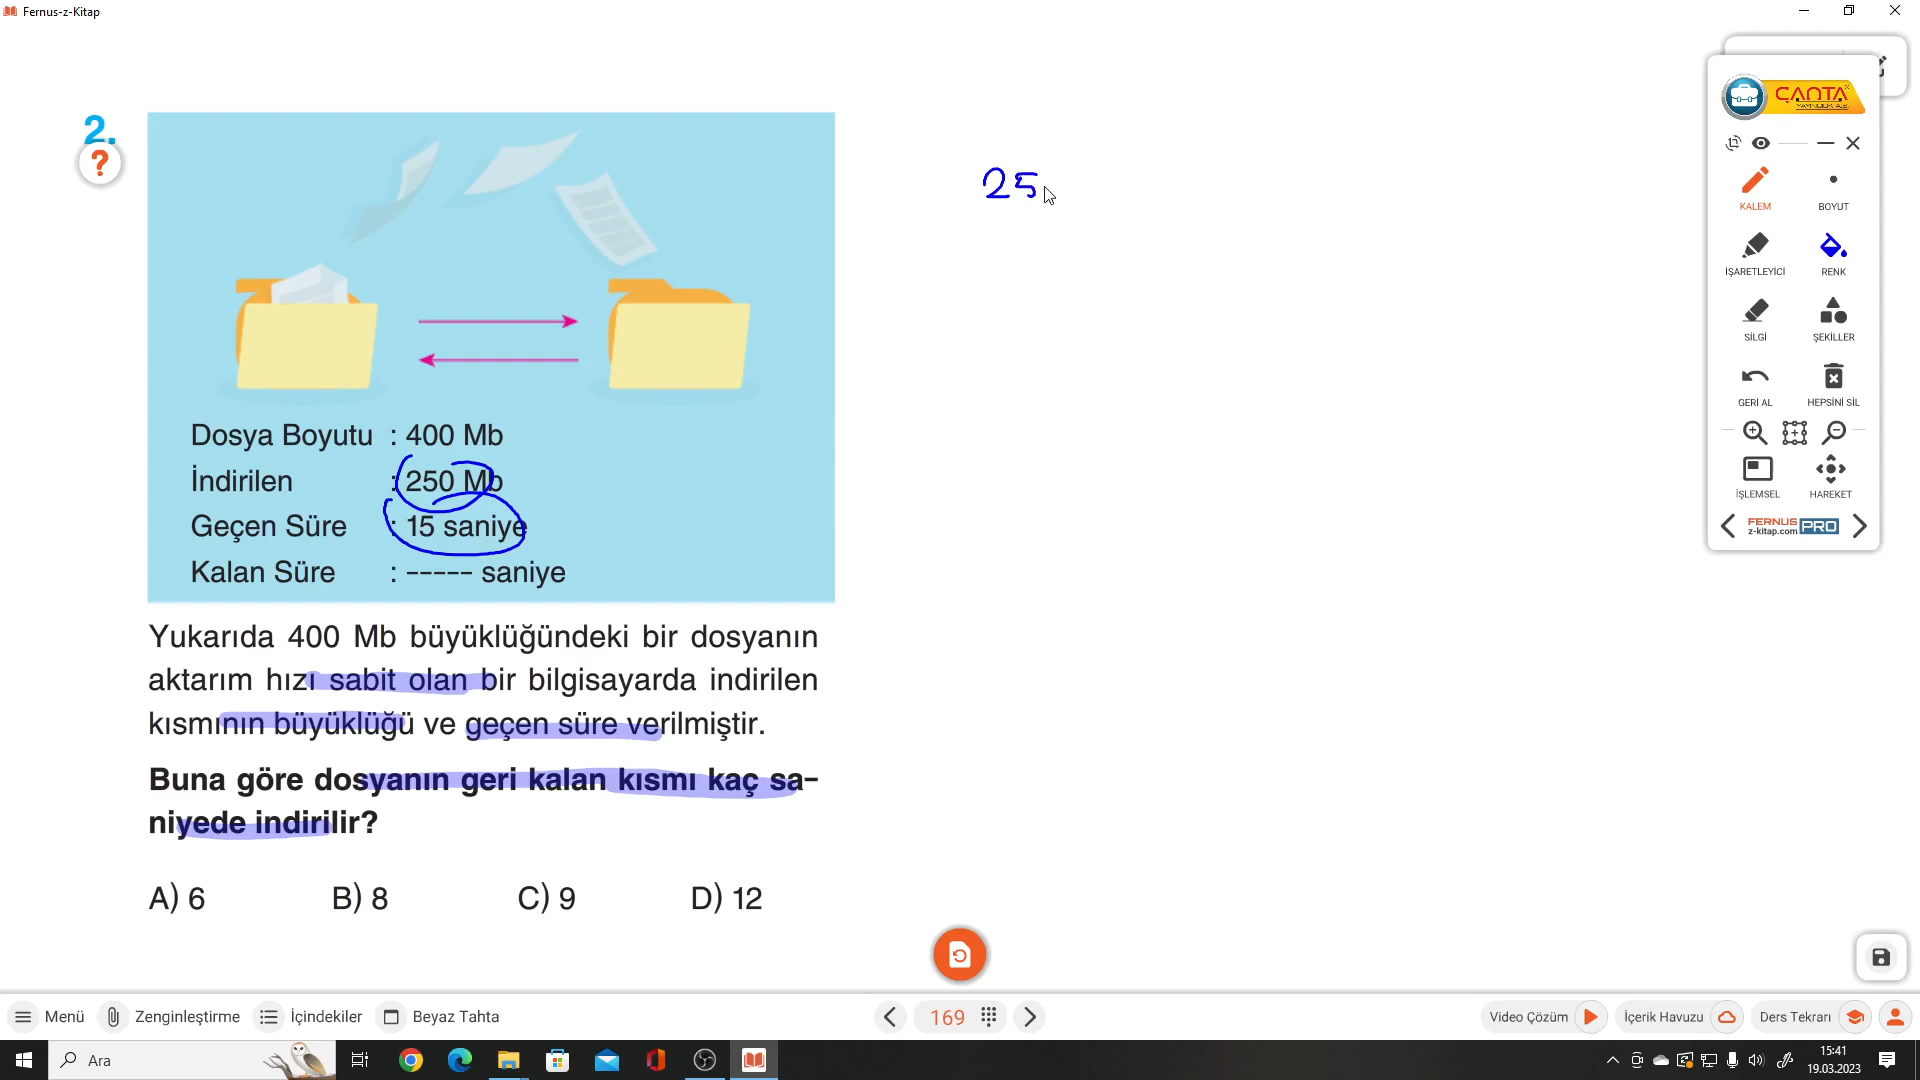 Fernus-z-Kitap
2.
?
25
Dosya Boyutu : 400 Mb
İndirilen : 250 Mb
Geçen Süre : 15 saniye
Kalan Süre : ----- saniye
Yukarıda 400 Mb büyüklüğündeki bir dosyanın
aktarım hızı sabit olan bir bilgisayarda indirilen
kısmının büyüklüğü ve geçen süre verilmiştir.
Buna göre dosyanın geri kalan kısmı kaç sa-
niyede indirilir?
A) 6 B) 8 C) 9 D) 12
ÇANTA
YAYINCILIK A.Ş.
KALEM BOYUT
İŞARETLEYİCİ RENK
SİLGİ ŞEKİLLER
GERİ AL HEPSİNİ SİL
İŞLEMSEL HAREKET
FERNUS PRO
z-kitap.com
Menü Zenginleştirme İçindekiler Beyaz Tahta 169 Video Çözüm İçerik Havuzu Ders Tekrarı
Ara
15:41
19.03.2023